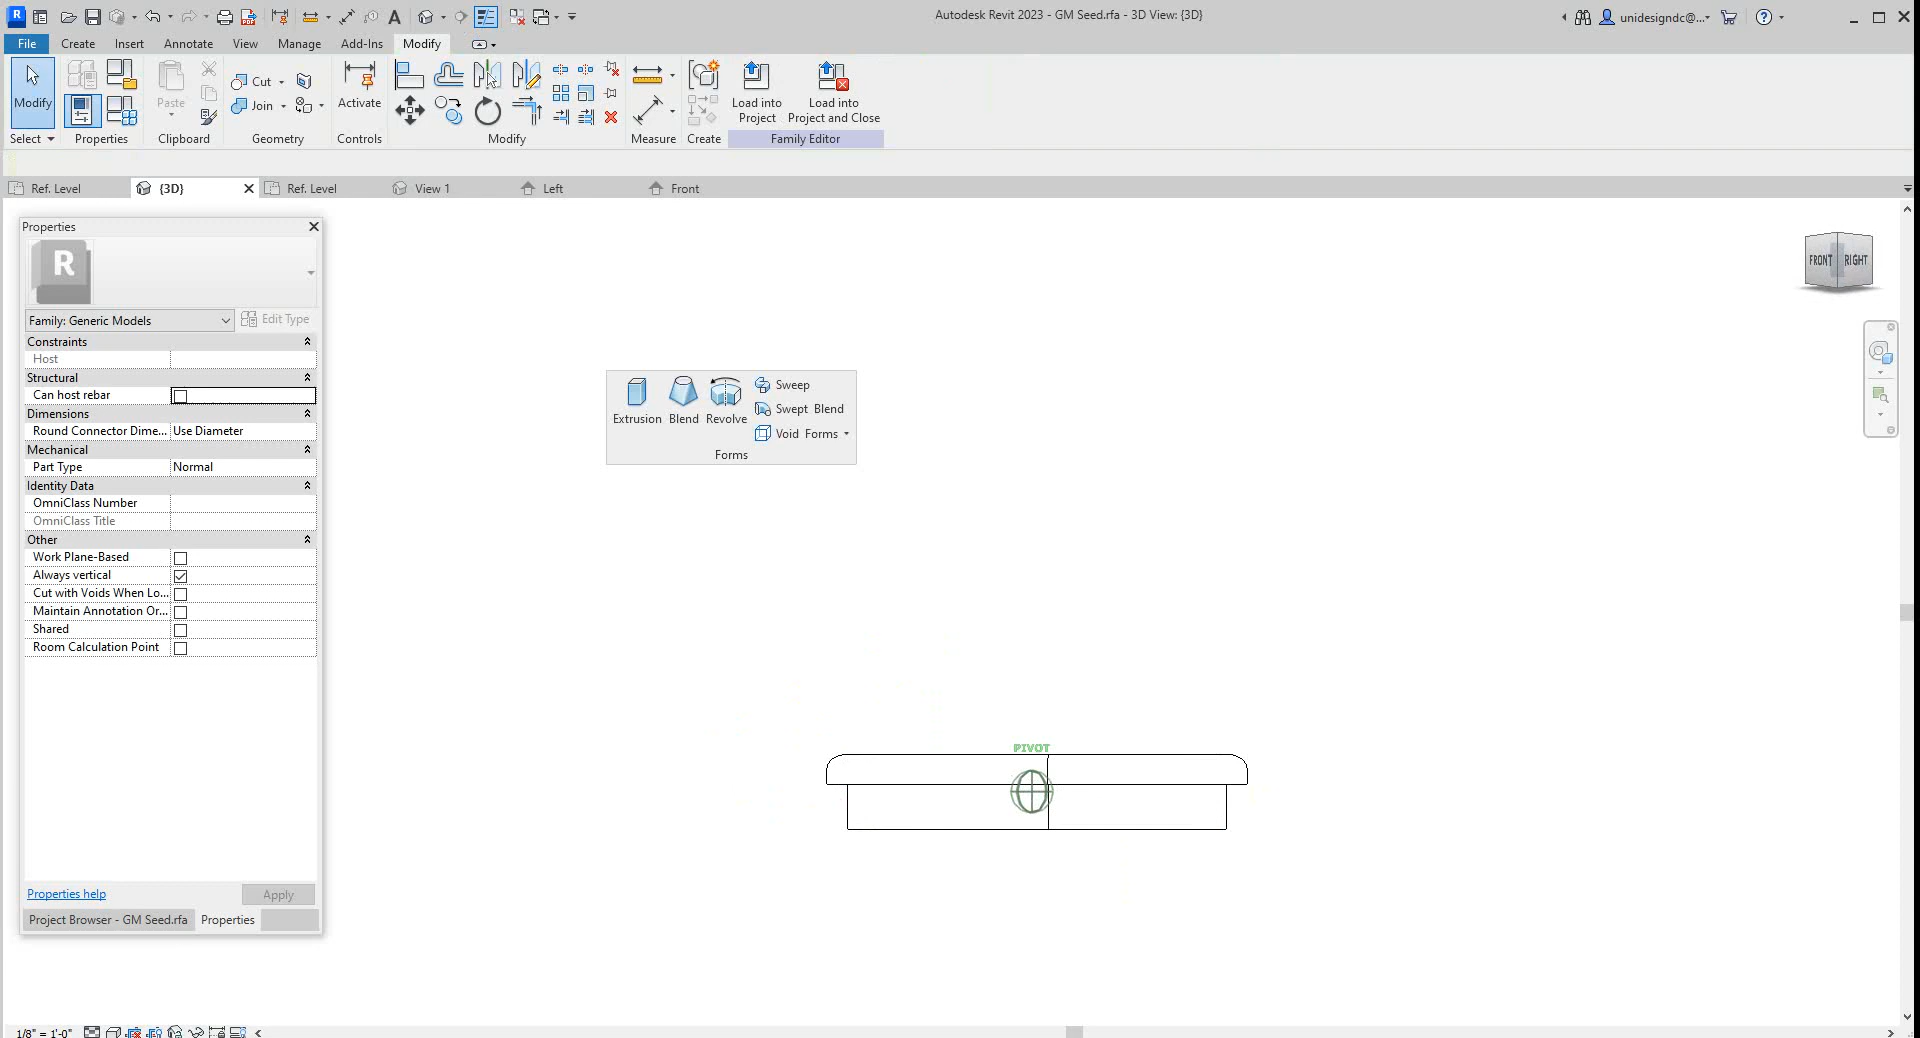 Autodesk Revit 2023 - GM Seed.rfa - 3D View: {3D}
unidesigndc@...
File Create Insert Annotate View Manage Add-Ins Modify
Modify
Select
Properties
Paste
Clipboard
Cut
Join
Geometry
Activate
Controls
Modify
Measure
Create
Load into
Project
Load into
Project and Close
Family Editor
Ref. Level
{3D}
Ref. Level
View 1
Left
Front
Properties
R
Family: Generic Models
Edit Type
Constraints
Host
Structural
Can host rebar
Dimensions
Round Connector Dime... Use Diameter
Mechanical
Part Type Normal
Identity Data
OmniClass Number
OmniClass Title
Other
Work Plane-Based
Always vertical
Cut with Voids When Lo...
Maintain Annotation Or...
Shared
Room Calculation Point
Properties help
Apply
Project Browser - GM Seed.rfa
Properties
Extrusion
Blend
Revolve
Sweep
Swept Blend
Void Forms
Forms
FRONT
RIGHT
PIVOT
1/8" = 1'-0"